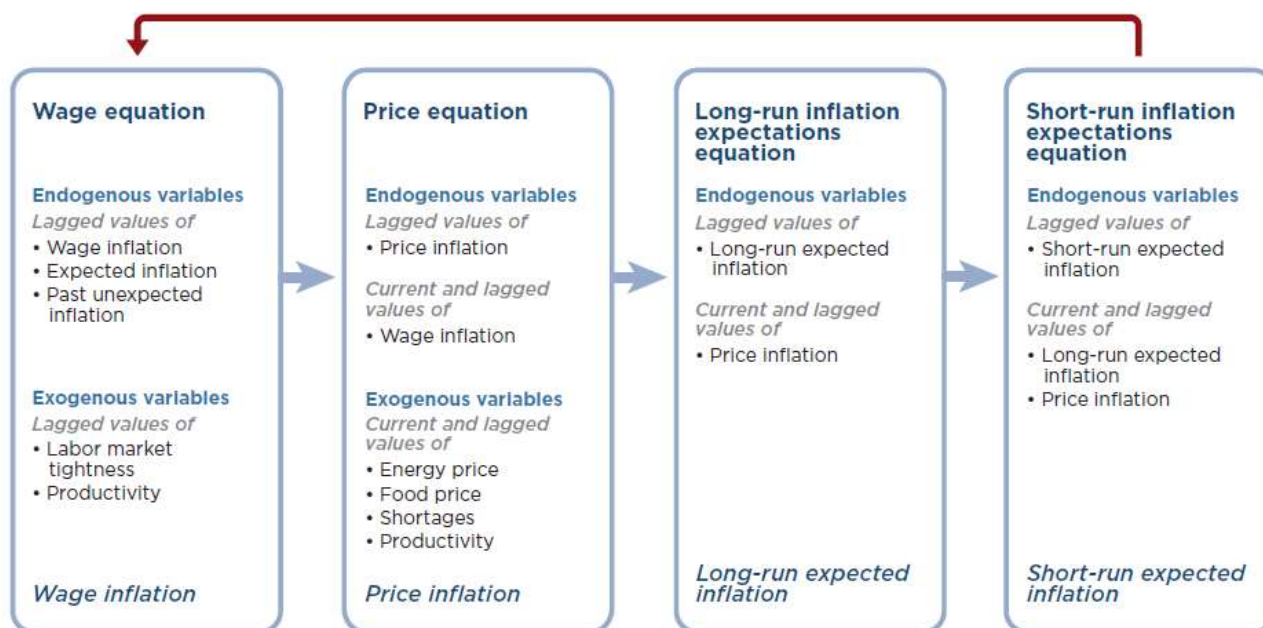 Wage equation
Endogenous variables
Lagged values of
• Wage inflation
• Expected inflation
• Past unexpected
inflation
Exogenous variables
Lagged values of
• Labor market
tightness
• Productivity
Wage inflation
Price equation
Endogenous variables
Lagged values of
• Price inflation
Current and lagged
values of
• Wage inflation
Exogenous variables
Current and lagged
values of
• Energy price
• Food price
• Shortages
• Productivity
Price inflation
Long-run inflation
expectations
equation
Endogenous variables
Lagged values of
• Long-run expected
inflation
Current and lagged
values of
• Price inflation
Long-run expected
inflation
Short-run inflation
expectations
equation
Endogenous variables
Lagged values of
• Short-run expected
inflation
Current and lagged
values of
• Long-run expected
inflation
• Price inflation
Short-run expected
inflation